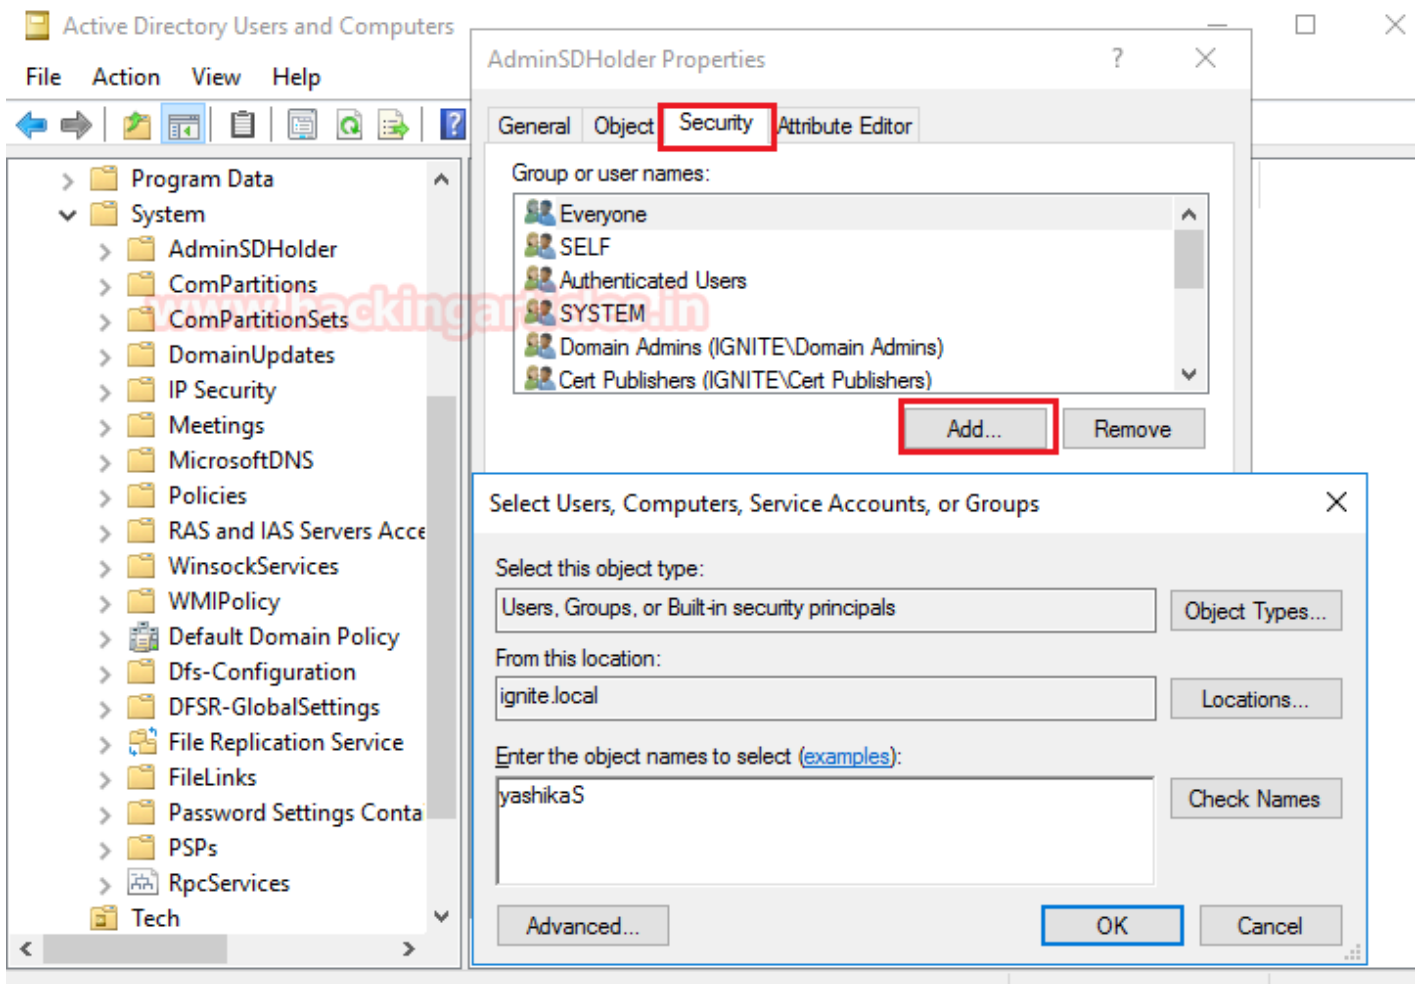 Active Directory Users and Computers
File Action View Help
Program Data
System
AdminSDHolder
ComPartitions
ComPartitionSets
DomainUpdates
IP Security
Meetings
MicrosoftDNS
Policies
RAS and IAS Servers Acce
WinsockServices
WMIPolicy
Default Domain Policy
Dfs-Configuration
DFSR-GlobalSettings
File Replication Service
FileLinks
Password Settings Conta
PSPs
RpcServices
Tech
www.hackingarticles.in
AdminSDHolder Properties
General Object Security Attribute Editor
Group or user names:
Everyone
SELF
Authenticated Users
SYSTEM
Domain Admins (IGNITE\Domain Admins)
Cert Publishers (IGNITE\Cert Publishers)
Add... Remove
Select Users, Computers, Service Accounts, or Groups
Select this object type:
Users, Groups, or Built-in security principals
Object Types...
From this location:
ignite.local
Locations...
Enter the object names to select (examples):
yashikaS
Check Names
Advanced... OK Cancel